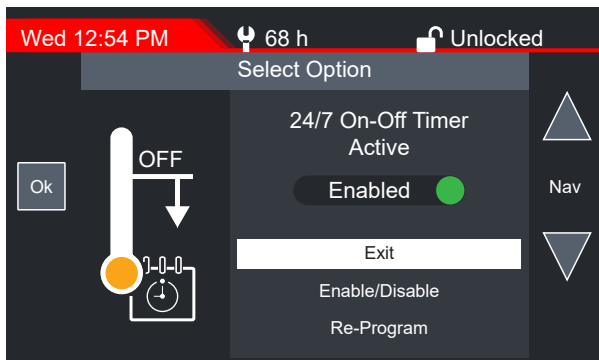 Wed 12:54 PM
68 h
Unlocked
Select Option
24/7 On-Off Timer
Active
OFF
Ok
Enabled
Nav
Exit
Enable/Disable
Re-Program